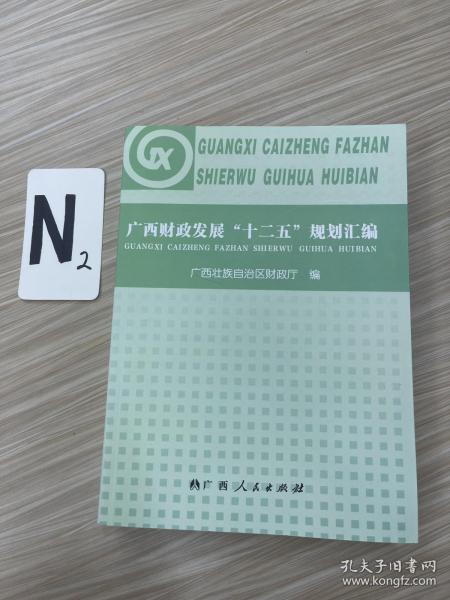 GX
GUANGXI CAIZHENG FAZHAN
SHIERWU GUIHUA HUIBIAN
广西财政发展“十二五”规划汇编
GUANGXI CAIZHENG FAZHAN SHIERWU GUIHUA HUIBIAN
广西壮族自治区财政厅 编
N2
广西人民出版社
孔夫子旧书网
www.kongfz.com